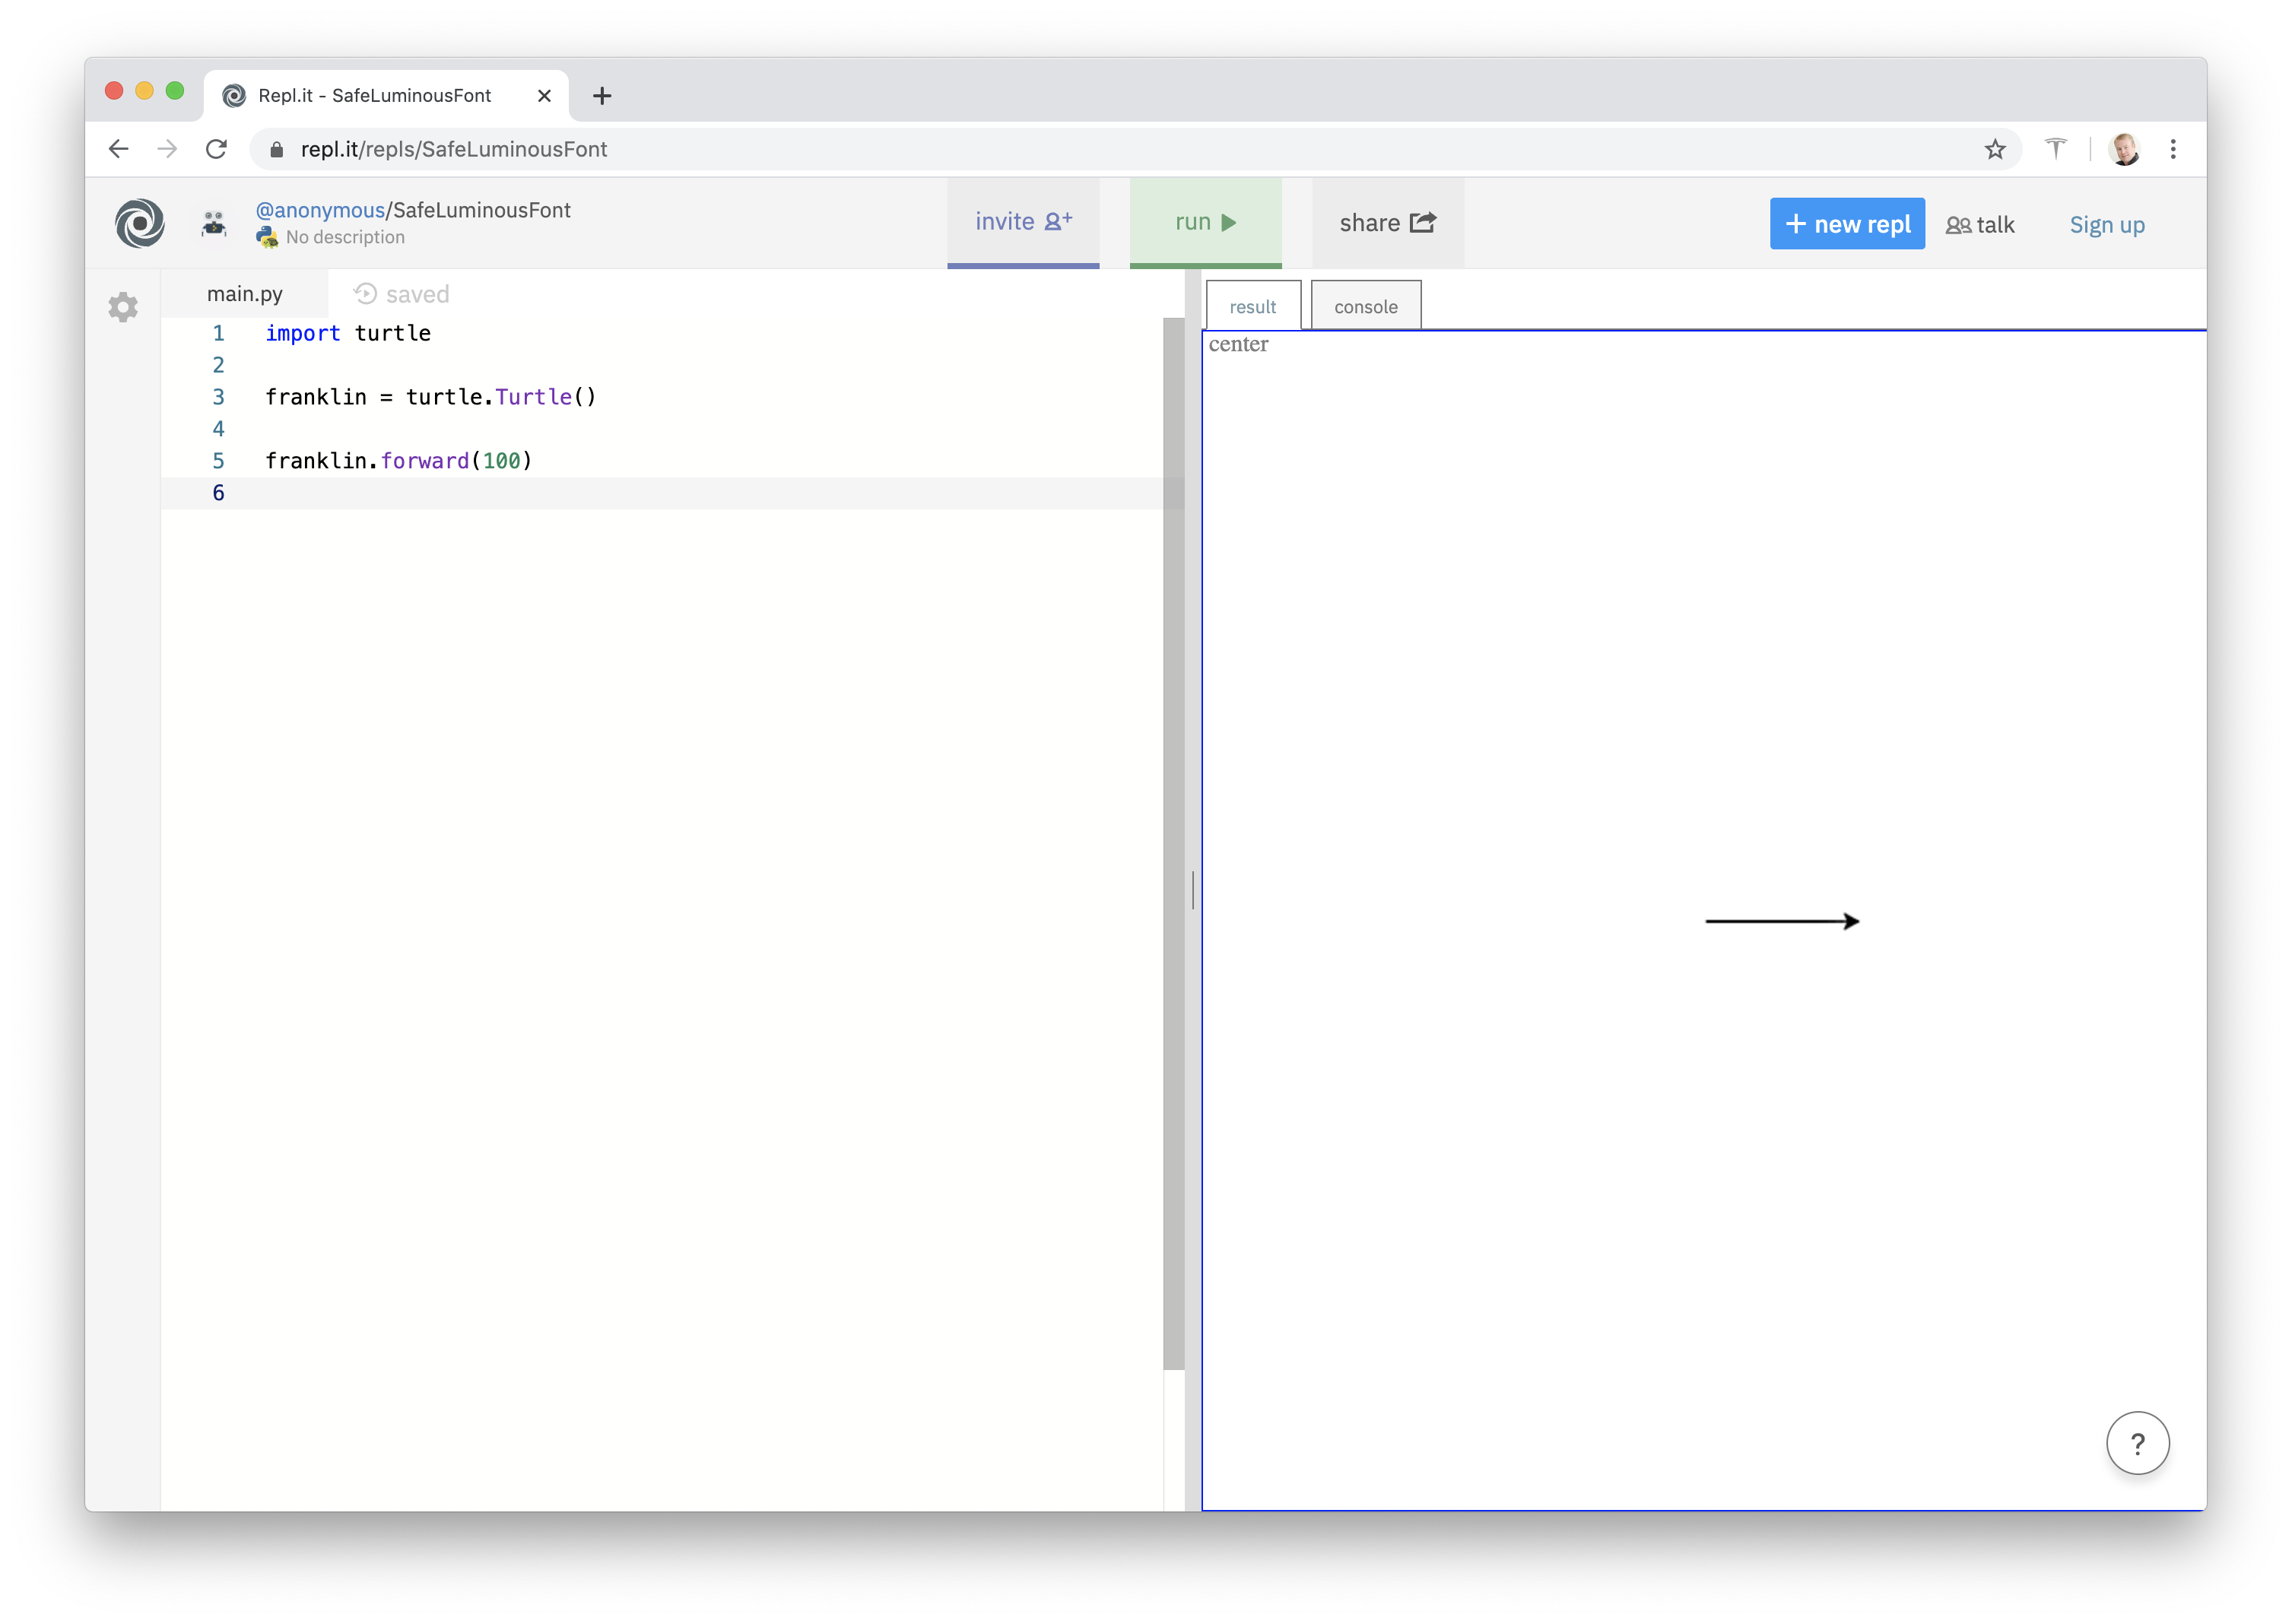 Repl.it - SafeLuminousFont
repl.it/repls/SafeLuminousFont
@anonymous/SafeLuminousFont
No description
invite
run
share
+ new repl
talk
Sign up
main.py
saved
1 import turtle
2
3 franklin = turtle.Turtle()
4
5 franklin.forward(100)
6
result
console
center
?